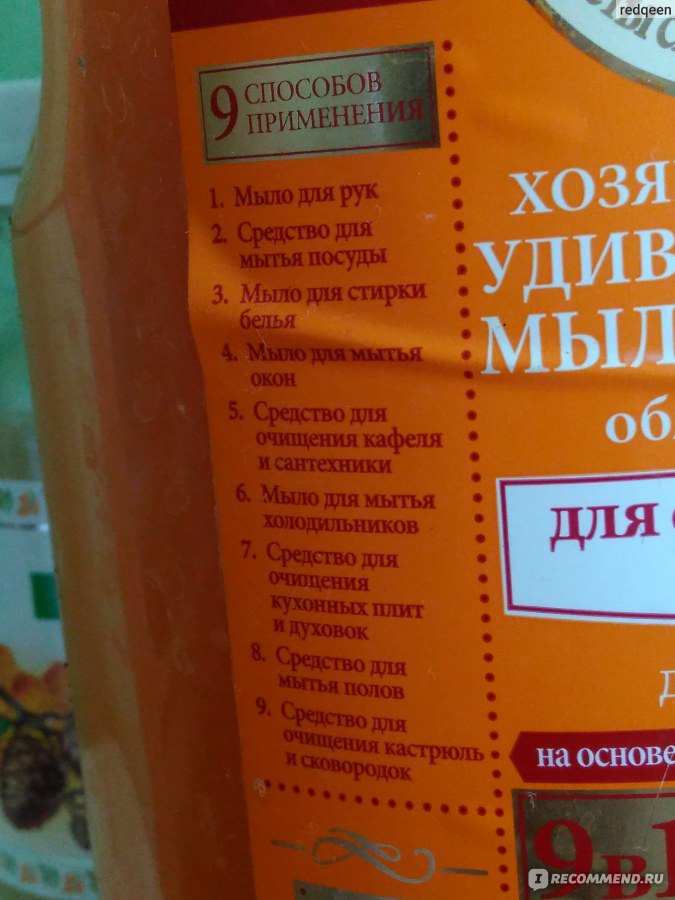 redqeen
9 СПОСОБОВ
ПРИМЕНЕНИЯ
1. Мыло для рук
2. Средство для
мытья посуды
3. Мыло для стирки
белья
4. Мыло для мытья
окон
5. Средство для
очищения кафеля
и сантехники
6. Мыло для мытья
холодильников
7. Средство для
очищения
кухонных плит
и духовок
8. Средство для
мытья полов
9. Средство для
очищения кастрюль
и сковородок
ХОЗЯ
УДИВ
МЫЛ
об
для
на основе
9 в 1
IRECOMMEND.RU